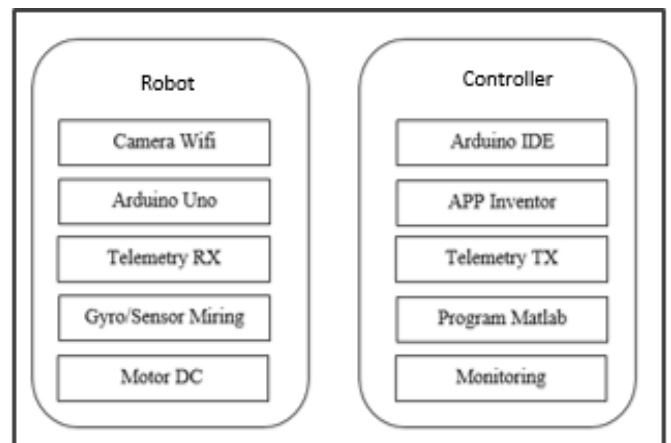 Robot
Camera Wifi
Arduino Uno
Telemetry RX
Gyro/Sensor Miring
Motor DC
Controller
Arduino IDE
APP Inventor
Telemetry TX
Program Matlab
Monitoring